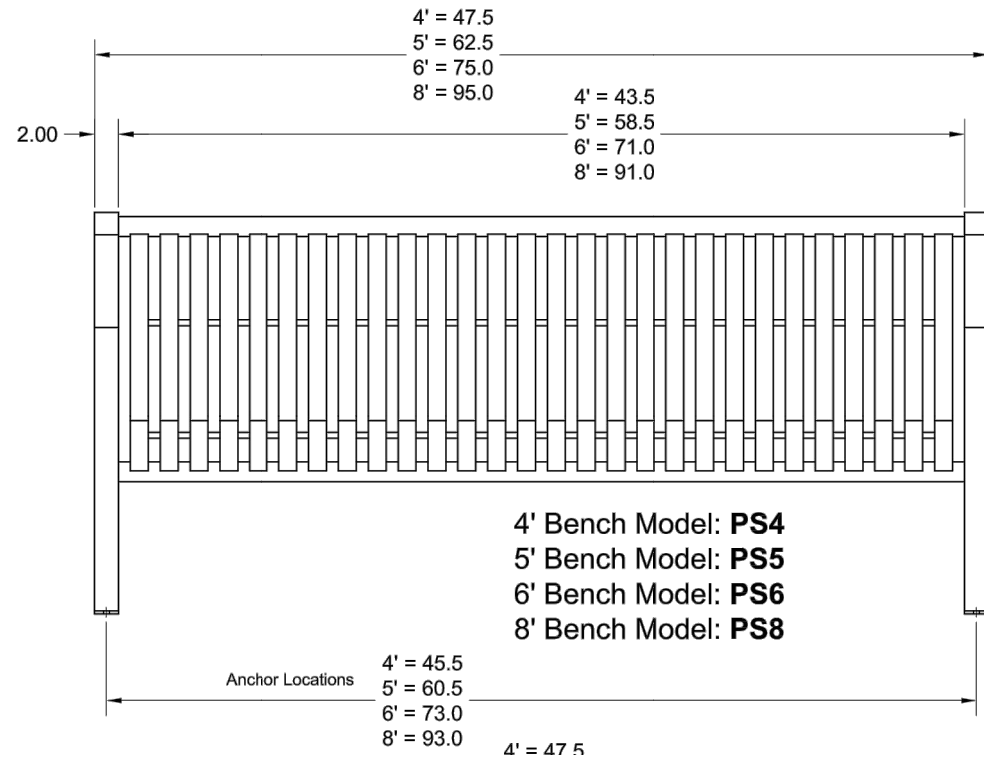 4' = 47.5
5' = 62.5
6' = 75.0
8' = 95.0
4' = 43.5
5' = 58.5
6' = 71.0
8' = 91.0
2.00
4' Bench Model: PS4
5' Bench Model: PS5
6' Bench Model: PS6
8' Bench Model: PS8
Anchor Locations
4' = 45.5
5' = 60.5
6' = 73.0
8' = 93.0
4' = 47.5